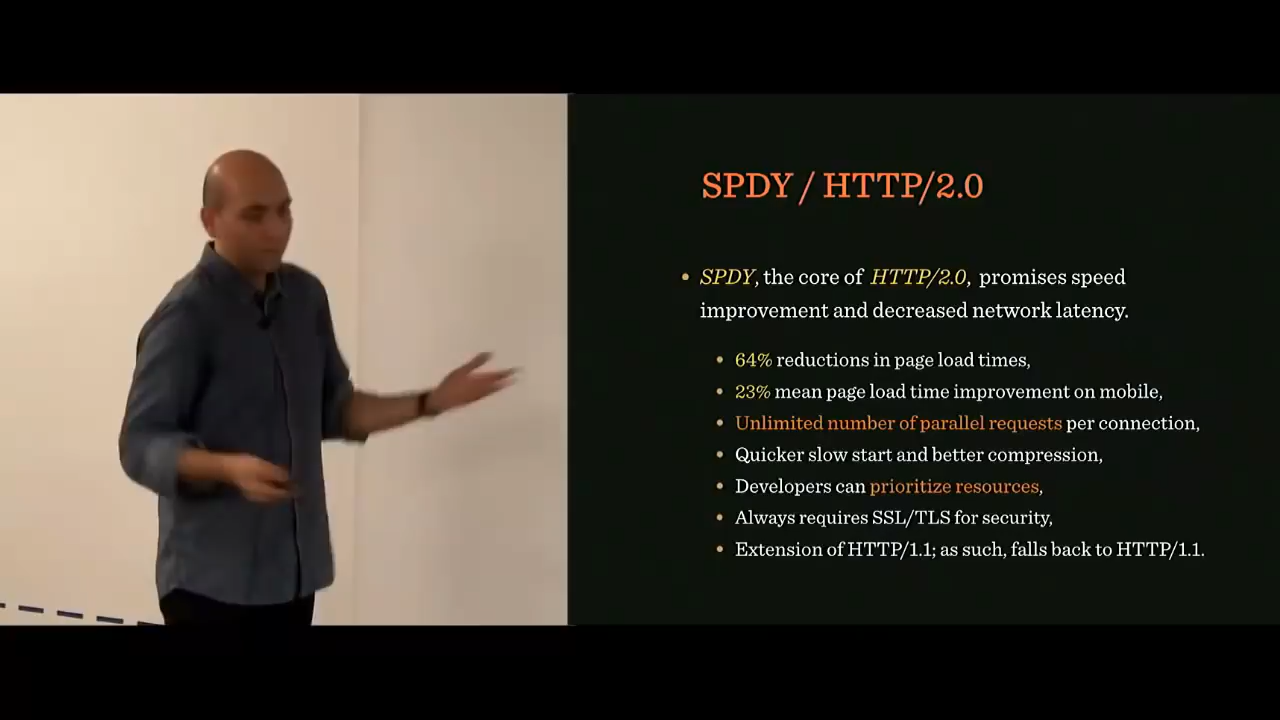 SPDY / HTTP/2.0
• SPDY, the core of HTTP/2.0, promises speed
improvement and decreased network latency.
• 64% reductions in page load times,
• 23% mean page load time improvement on mobile,
• Unlimited number of parallel requests per connection,
• Quicker slow start and better compression,
• Developers can prioritize resources,
• Always requires SSL/TLS for security,
• Extension of HTTP/1.1; as such, falls back to HTTP/1.1.